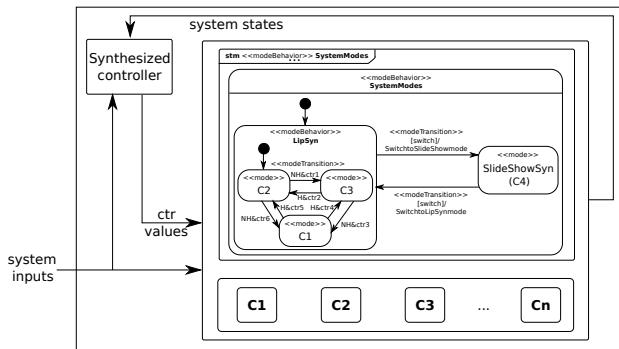 system states
Synthesized
controller
stm <<modeBehavior>> SystemModes
...
<<modeBehavior>>
SystemModes
<<modeBehavior>>
LipSyn
<<modeTransition>>
<<mode>>
C2
NH&ctr1
H&ctr2
<<mode>>
C3
H&ctr5
H&ctr4
NH&ctr6
NH&ctr3
<<mode>>
C1
<<modeTransition>>
[switch]/
SwitchtoSlideShowmode
<<mode>>
SlideShowSyn
(C4)
<<modeTransition>>
[switch]/
SwitchtoLipSynmode
ctr
values
system
inputs
C1 C2 C3 ... Cn